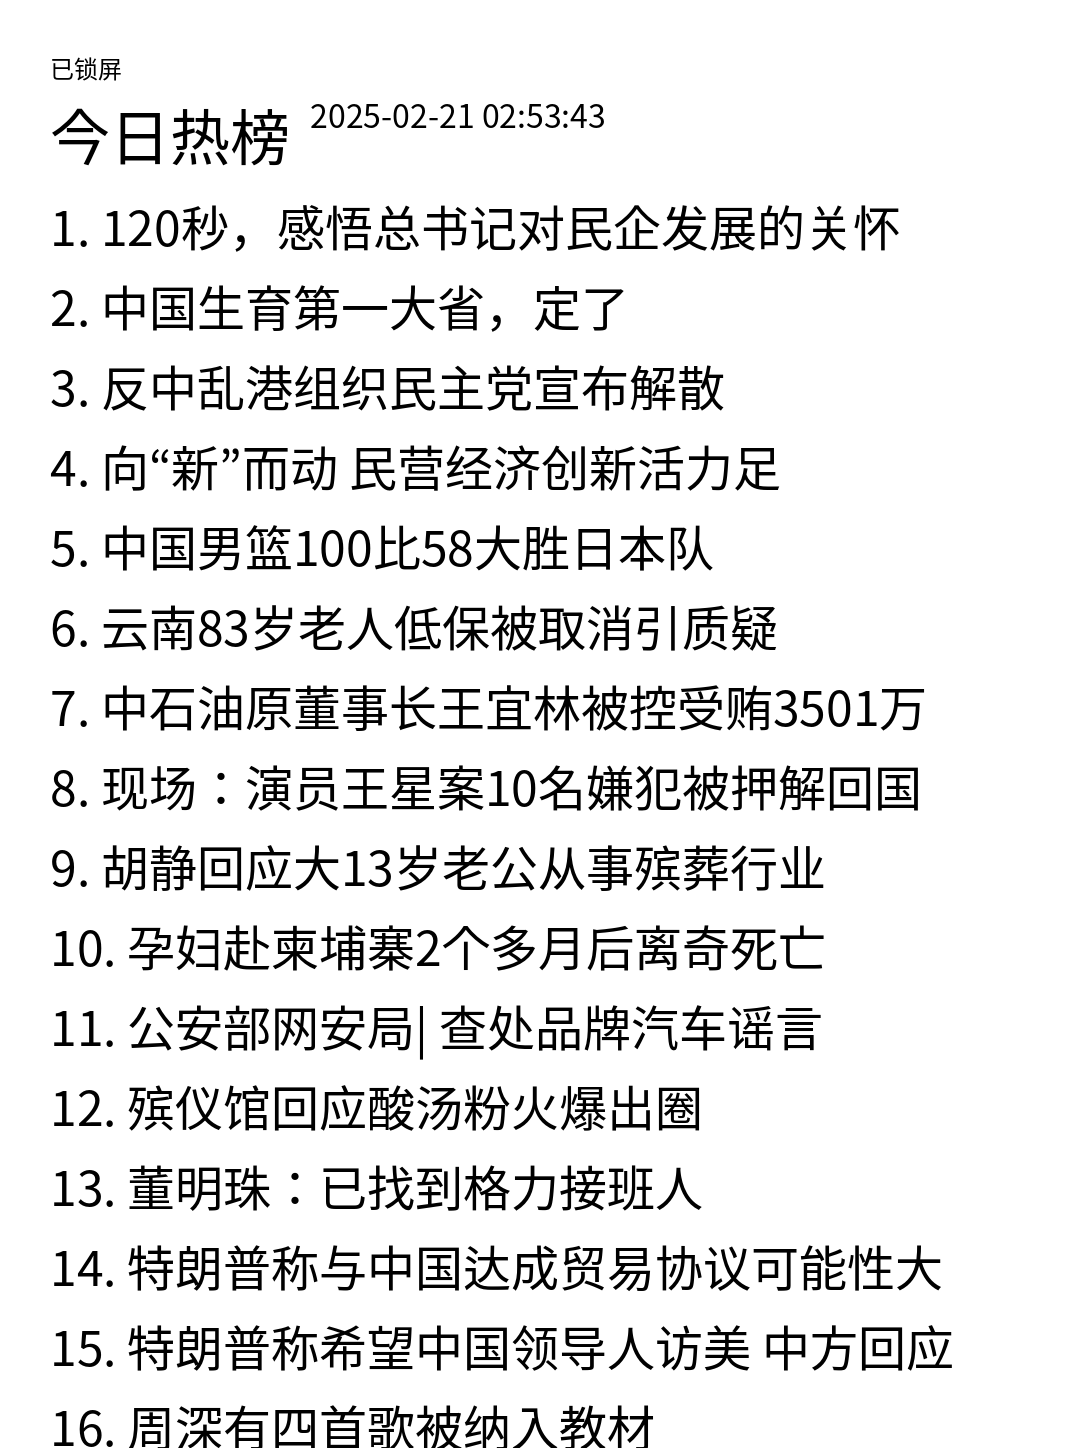 已锁屏
今日热榜 2025-02-21 02:53:43
1. 120秒，感悟总书记对民企发展的关怀
2. 中国生育第一大省，定了
3. 反中乱港组织民主党宣布解散
4. 向“新”而动 民营经济创新活力足
5. 中国男篮100比58大胜日本队
6. 云南83岁老人低保被取消引质疑
7. 中石油原董事长王宜林被控受贿3501万
8. 现场：演员王星案10名嫌犯被押解回国
9. 胡静回应大13岁老公从事殡葬行业
10. 孕妇赴柬埔寨2个多月后离奇死亡
11. 公安部网安局| 查处品牌汽车谣言
12. 殡仪馆回应酸汤粉火爆出圈
13. 董明珠：已找到格力接班人
14. 特朗普称与中国达成贸易协议可能性大
15. 特朗普称希望中国领导人访美 中方回应
16. 周深有四首歌被纳入教材